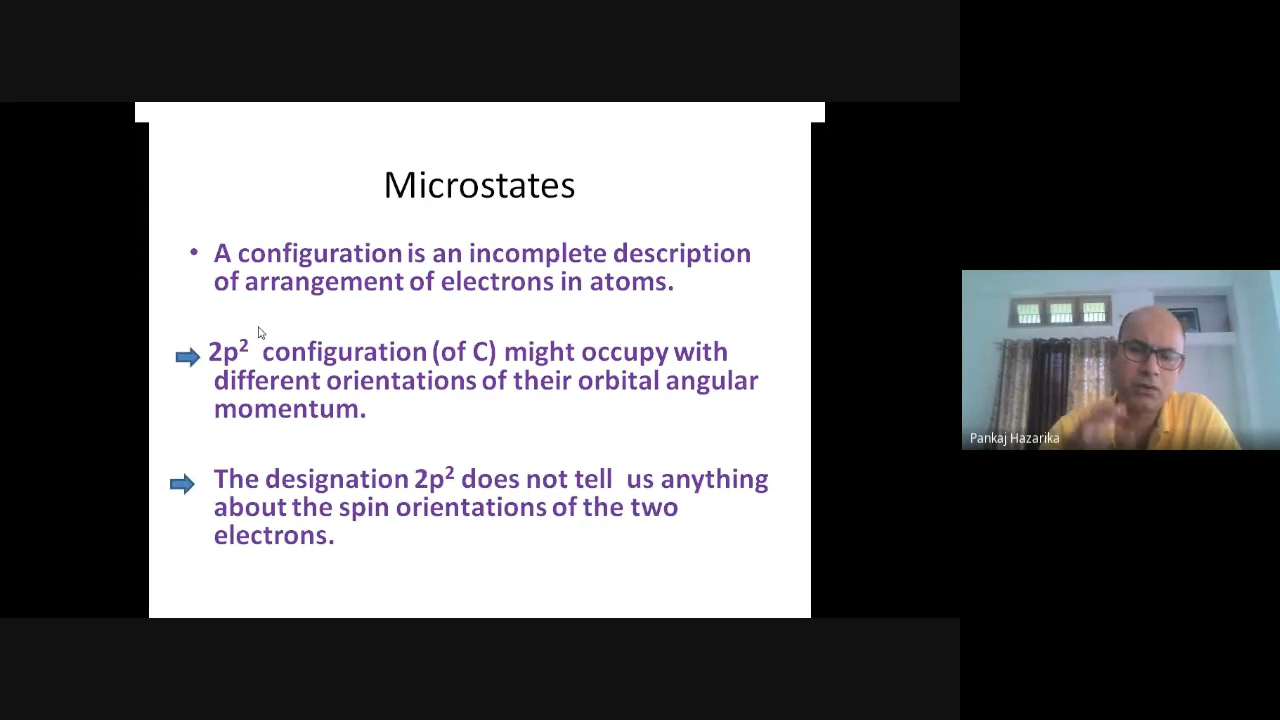 Microstates
• A configuration is an incomplete description
of arrangement of electrons in atoms.
2p² configuration (of C) might occupy with
different orientations of their orbital angular
momentum.
The designation 2p² does not tell us anything
about the spin orientations of the two
electrons.
Pankaj Hazarika